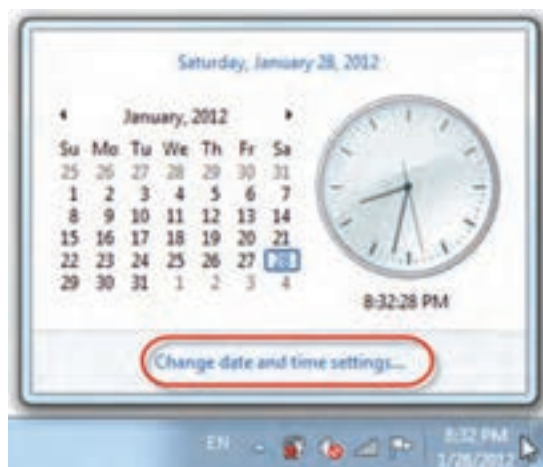 Saturday, January 28, 2012
January, 2012
Su Mo Tu We Th Fr Sa
25 26 27 28 29 30 31
1 2 3 4 5 6 7
8 9 10 11 12 13 14
15 16 17 18 19 20 21
22 23 24 25 26 27 28
29 30 31 1 2 3 4
8:32:28 PM
Change date and time settings...
EN
8:32 PM
1/28/2012